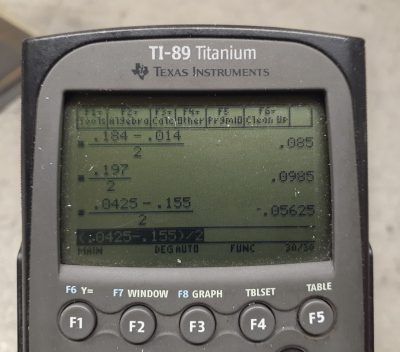 TI-89 Titanium
TEXAS INSTRUMENTS
F1 F2 F3 F4 F5 F6
Tools Algebra Calc Other PrgmIO Clean Up
.184 - .014
2
.085
.197
2
.0985
.0425 - .155
2
-.05625
(.0425-.155)/2
MAIN DEG AUTO FUNC 30/30
F6 Y= F7 WINDOW F8 GRAPH TBLSET TABLE
F1 F2 F3 F4 F5